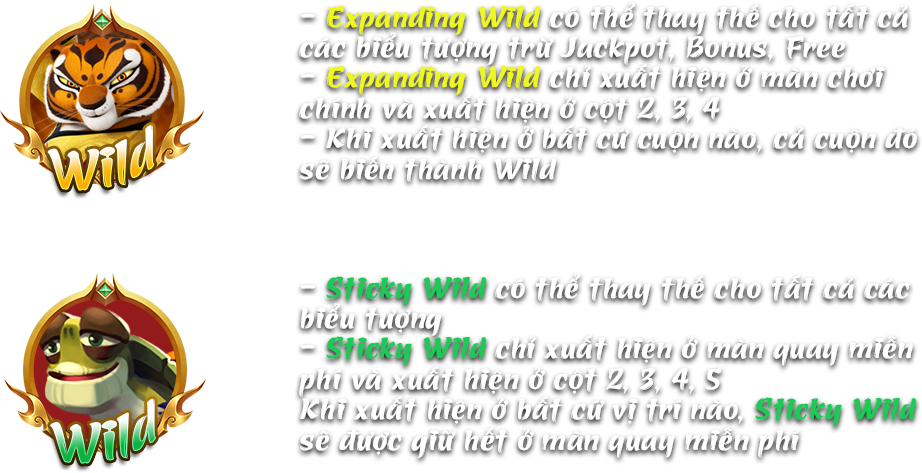 - Expanding Wild có thể thay thế cho tất cả
các biểu tượng trừ Jackpot, Bonus, Free
- Expanding Wild chỉ xuất hiện ở màn chơi
chính và xuất hiện ở cột 2, 3, 4
- Khi xuất hiện ở bất cứ cuộn nào, cả cuộn đó
sẽ biến thành Wild
Wild
- Sticky Wild có thể thay thế cho tất cả các
biểu tượng
- Sticky Wild chỉ xuất hiện ở màn quay miễn
phí và xuất hiện ở cột 2, 3, 4, 5
Khi xuất hiện ở bất cứ vị trí nào, Sticky Wild
sẽ được giữ hết ở màn quay miễn phí
Wild